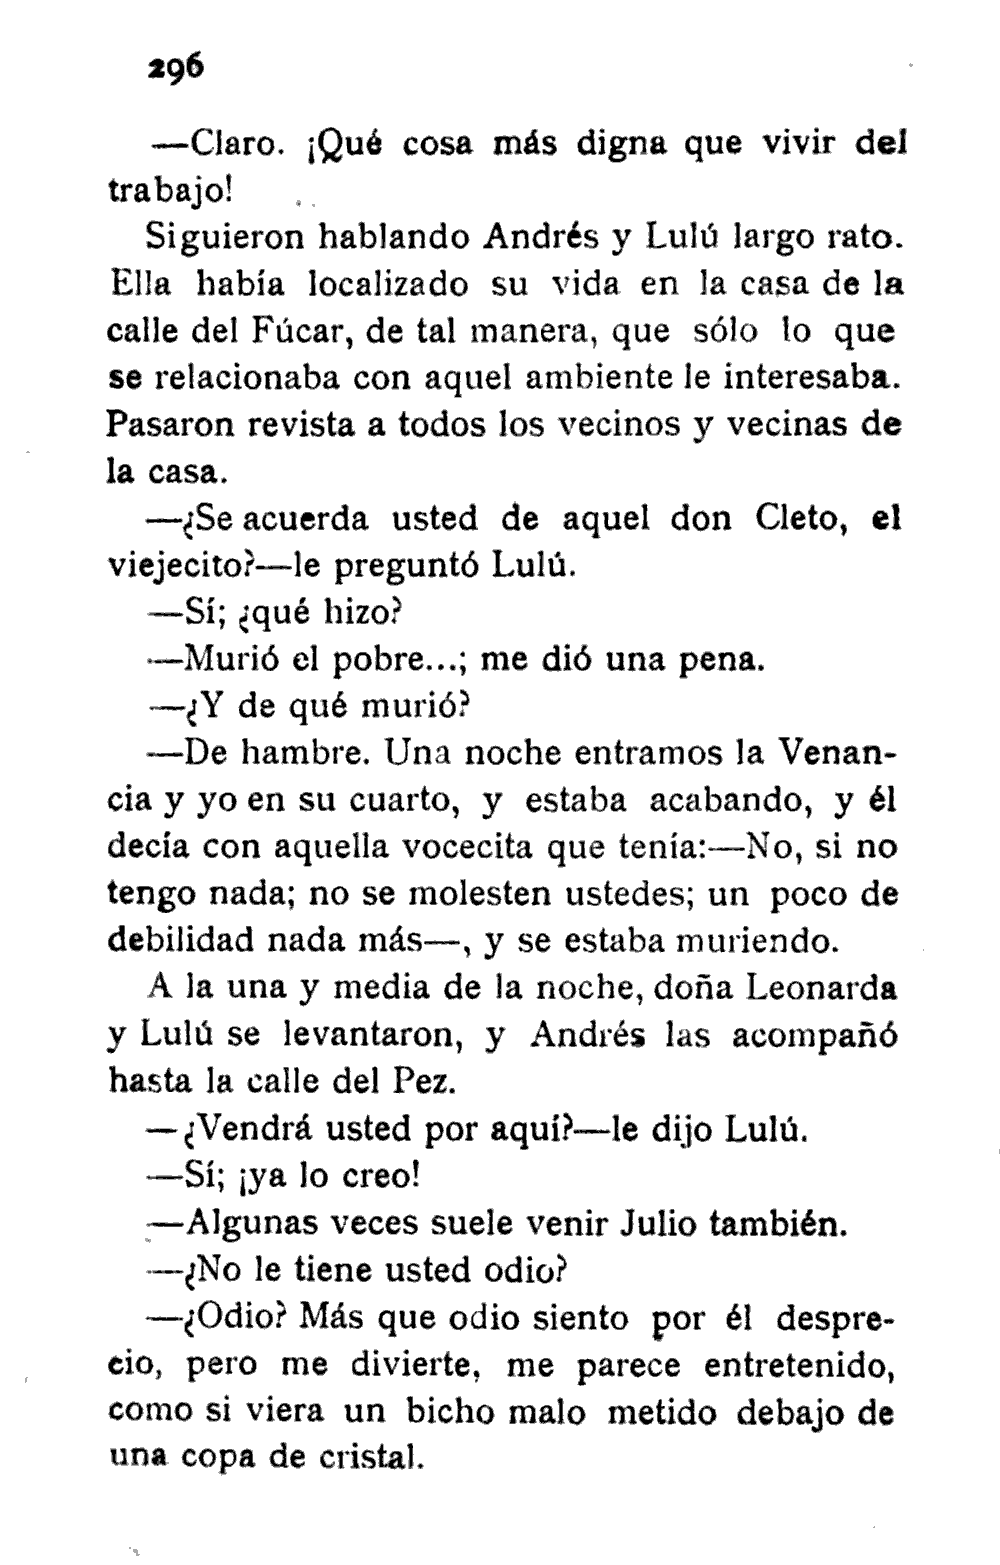 296
—Claro. ¡Qué cosa más digna que vivir del
trabajo!
Siguieron hablando Andrés y Lulú largo rato.
Ella había localizado su vida en la casa de la
calle del Fúcar, de tal manera, que sólo lo que
se relacionaba con aquel ambiente le interesaba.
Pasaron revista a todos los vecinos y vecinas de
la casa.
—¿Se acuerda usted de aquel don Cleto, el
viejecito?—le preguntó Lulú.
—Sí; ¿qué hizo?
—Murió el pobre...; me dió una pena.
—¿Y de qué murió?
—De hambre. Una noche entramos la Venan-
cia y yo en su cuarto, y estaba acabando, y él
decía con aquella vocecita que tenía:—No, si no
tengo nada; no se molesten ustedes; un poco de
debilidad nada más—, y se estaba muriendo.
A la una y media de la noche, doña Leonarda
y Lulú se levantaron, y Andrés las acompañó
hasta la calle del Pez.
—¿Vendrá usted por aquí?—le dijo Lulú.
—Sí; ¡ya lo creo!
—Algunas veces suele venir Julio también.
—¿No le tiene usted odio?
—¿Odio? Más que odio siento por él despre-
cio, pero me divierte, me parece entretenido,
como si viera un bicho malo metido debajo de
una copa de cristal.